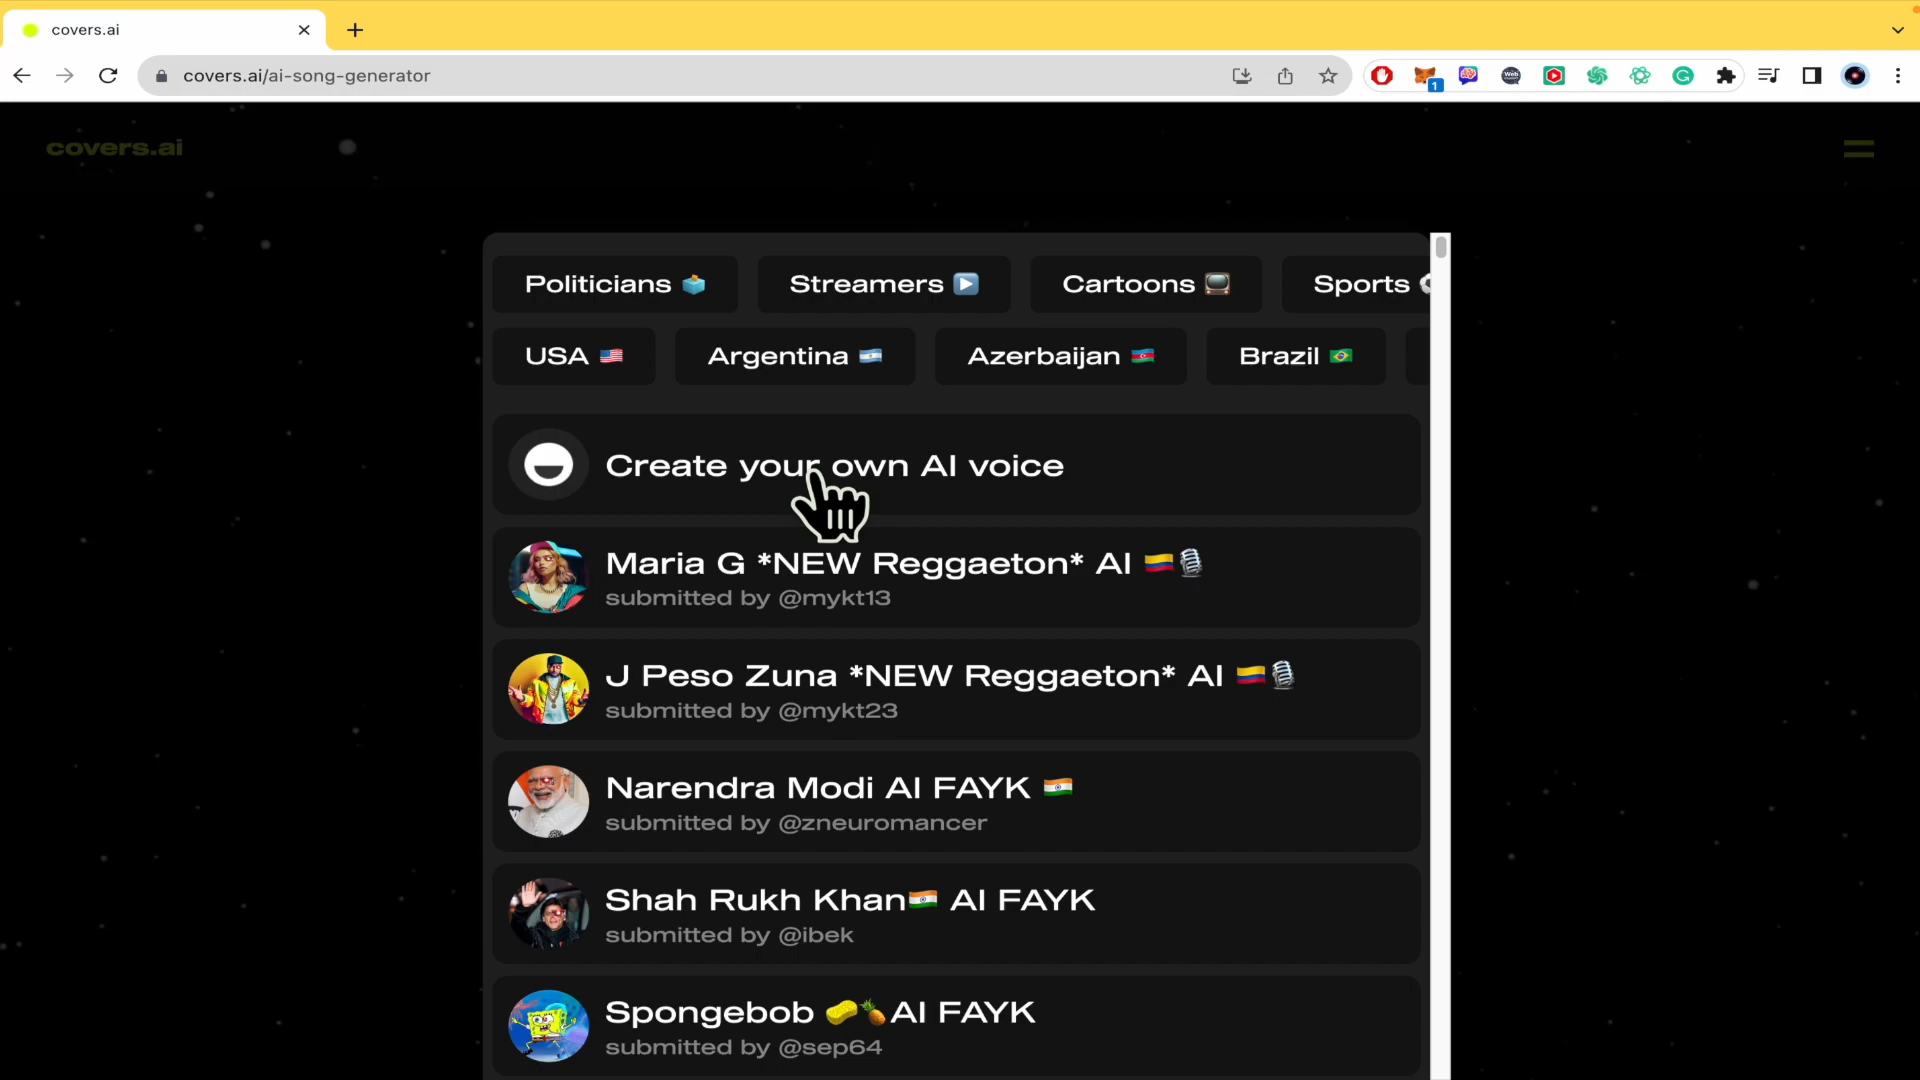 covers.ai
covers.ai/ai-song-generator
1
covers.ai
Politicians
Streamers
Cartoons
Sports
USA
Argentina
Azerbaijan
Brazil
Create your own AI voice
Maria G *NEW Reggaeton* AI 🇨🇴🎙️
submitted by @mykt13
J Peso Zuna *NEW Reggaeton* AI 🇨🇴🎙️
submitted by @mykt23
Narendra Modi AI FAYK 🇮🇳
submitted by @zneuromancer
Shah Rukh Khan🇮🇳 AI FAYK
submitted by @ibek
Spongebob 🧽🍍AI FAYK
submitted by @sep64